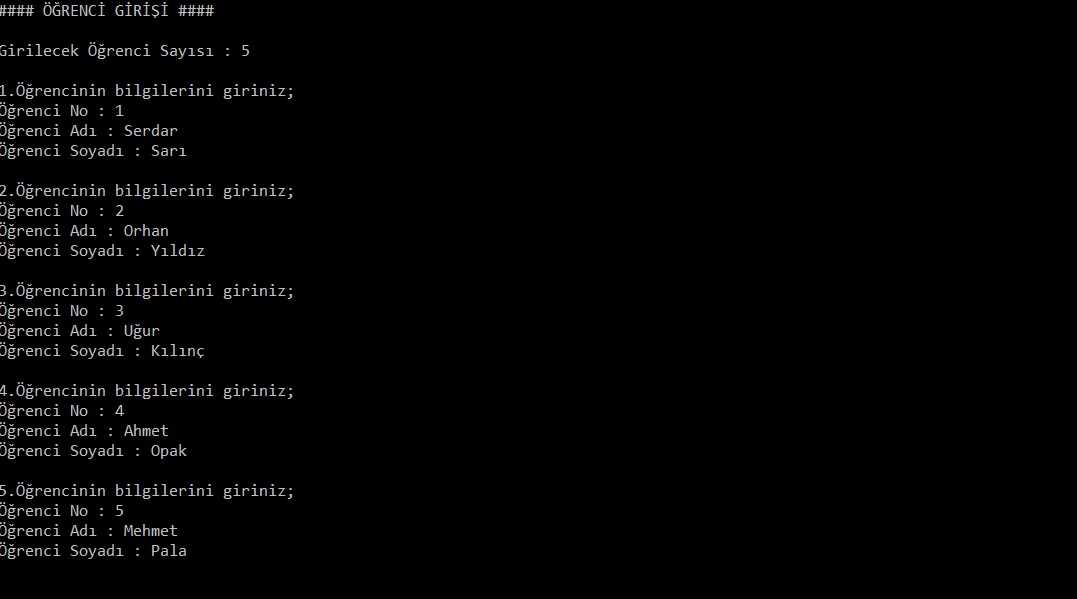 #### ÖĞRENCİ GİRİŞİ ####
Girilecek Öğrenci Sayısı : 5
1.Öğrencinin bilgilerini giriniz;
Öğrenci No : 1
Öğrenci Adı : Serdar
Öğrenci Soyadı : Sarı
2.Öğrencinin bilgilerini giriniz;
Öğrenci No : 2
Öğrenci Adı : Orhan
Öğrenci Soyadı : Yıldız
3.Öğrencinin bilgilerini giriniz;
Öğrenci No : 3
Öğrenci Adı : Uğur
Öğrenci Soyadı : Kılınç
4.Öğrencinin bilgilerini giriniz;
Öğrenci No : 4
Öğrenci Adı : Ahmet
Öğrenci Soyadı : Opak
5.Öğrencinin bilgilerini giriniz;
Öğrenci No : 5
Öğrenci Adı : Mehmet
Öğrenci Soyadı : Pala